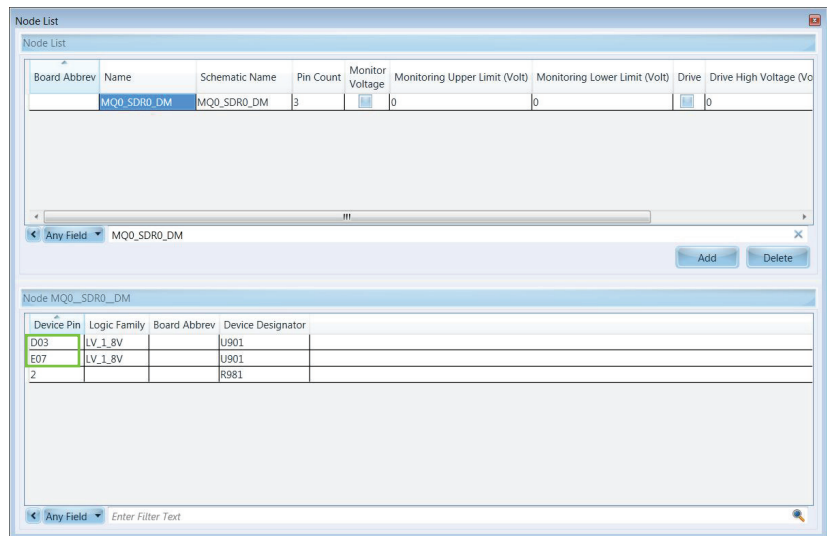 Node List
Node List
Board Abbrev Name Schematic Name Pin Count Monitor Voltage Monitoring Upper Limit (Volt) Monitoring Lower Limit (Volt) Drive Drive High Voltage (Vo
MQ0_SDR0_DM MQ0_SDR0_DM 3 0 0 0
Any Field MQ0_SDR0_DM
Add Delete
Node MQ0__SDR0__DM
Device Pin Logic Family Board Abbrev Device Designator
D03 LV_1_8V U901
E07 LV_1_8V U901
2 R981
Any Field Enter Filter Text